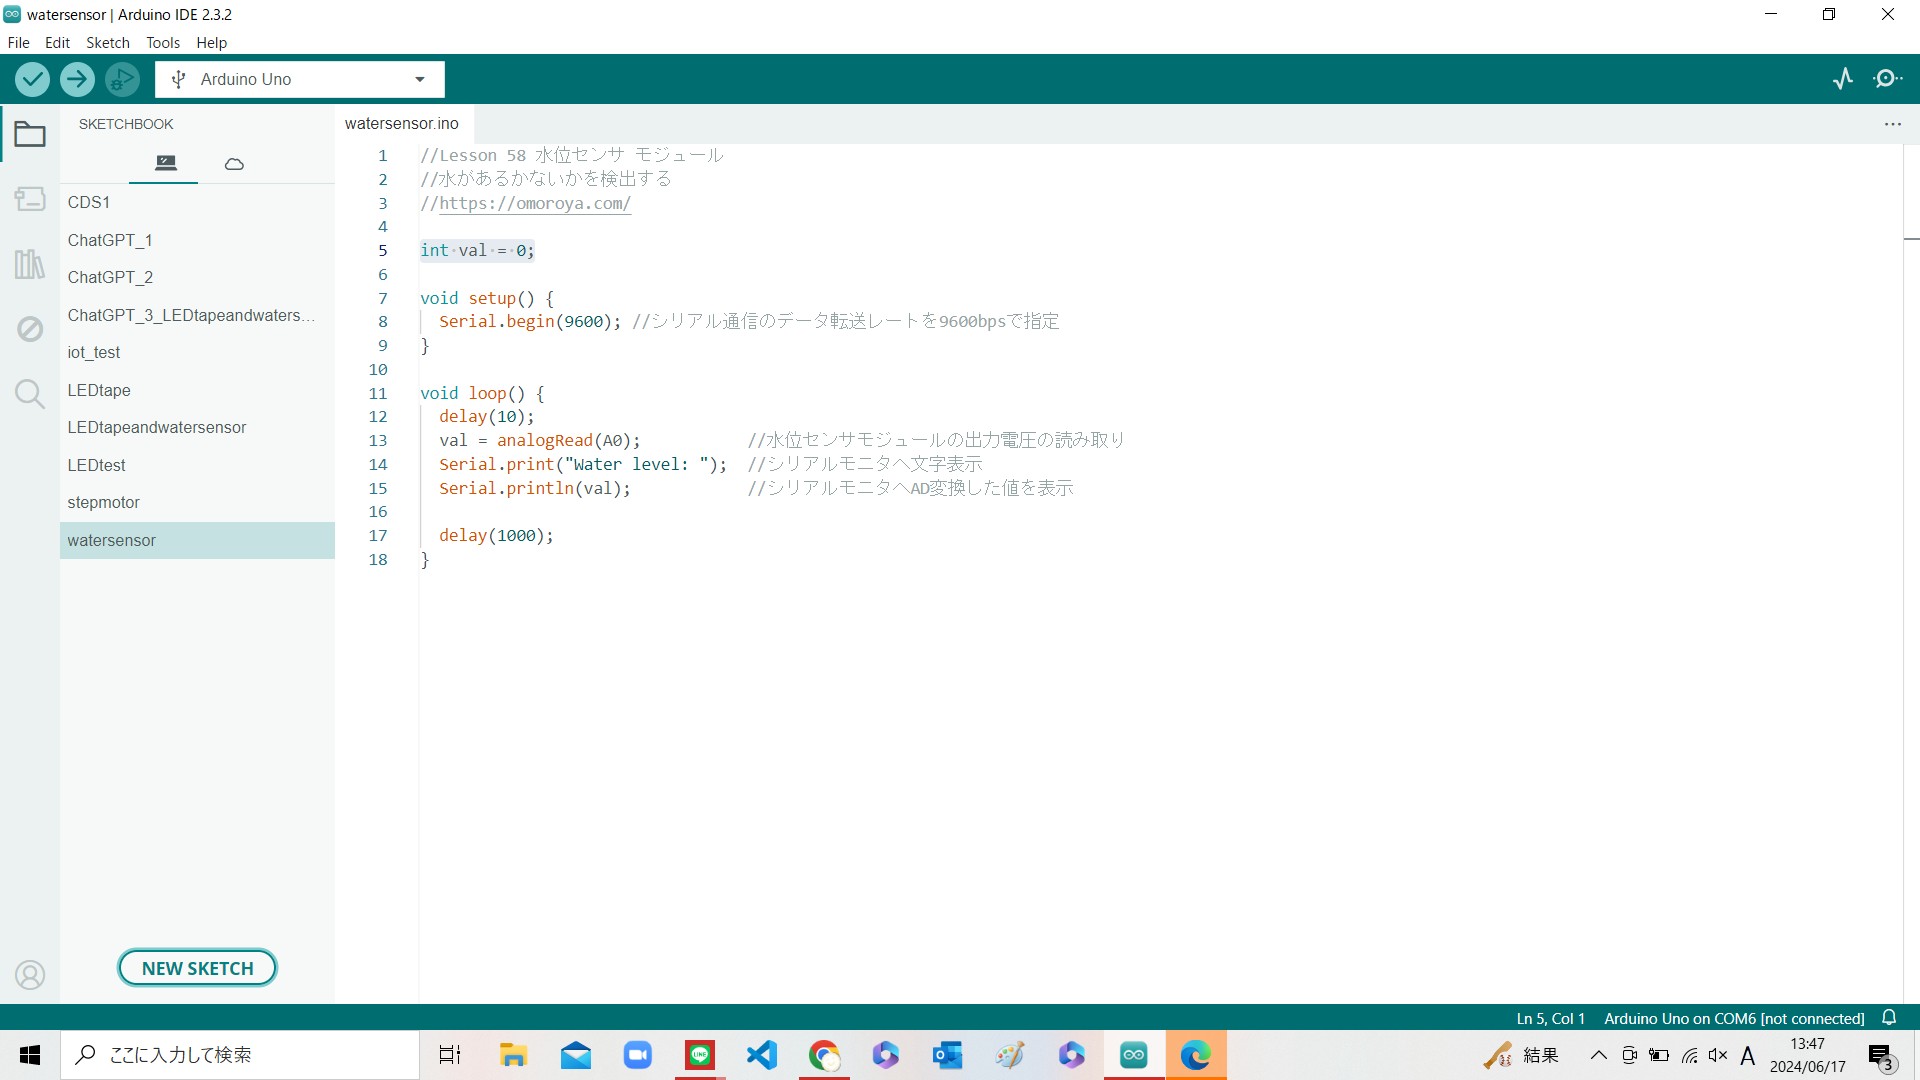 watersensor | Arduino IDE 2.3.2
File Edit Sketch Tools Help
Arduino Uno
SKETCHBOOK
watersensor.ino
CDS1
ChatGPT_1
ChatGPT_2
ChatGPT_3_LEDtapeandwaters...
iot_test
LEDtape
LEDtapeandwatersensor
LEDtest
stepmotor
watersensor
NEW SKETCH
1 //Lesson 58 水位センサ モジュール
2 //水があるかないかを検出する
3 //https://omoroya.com/
4
5 int val = 0;
6
7 void setup() {
8 Serial.begin(9600); //シリアル通信のデータ転送レートを9600bpsで指定
9 }
10
11 void loop() {
12 delay(10);
13 val = analogRead(A0); //水位センサモジュールの出力電圧の読み取り
14 Serial.print("Water level: "); //シリアルモニタへ文字表示
15 Serial.println(val); //シリアルモニタへAD変換した値を表示
16
17 delay(1000);
18 }
Ln 5, Col 1 Arduino Uno on COM6 [not connected]
ここに入力して検索
LINE
結果
A
13:47
2024/06/17
3